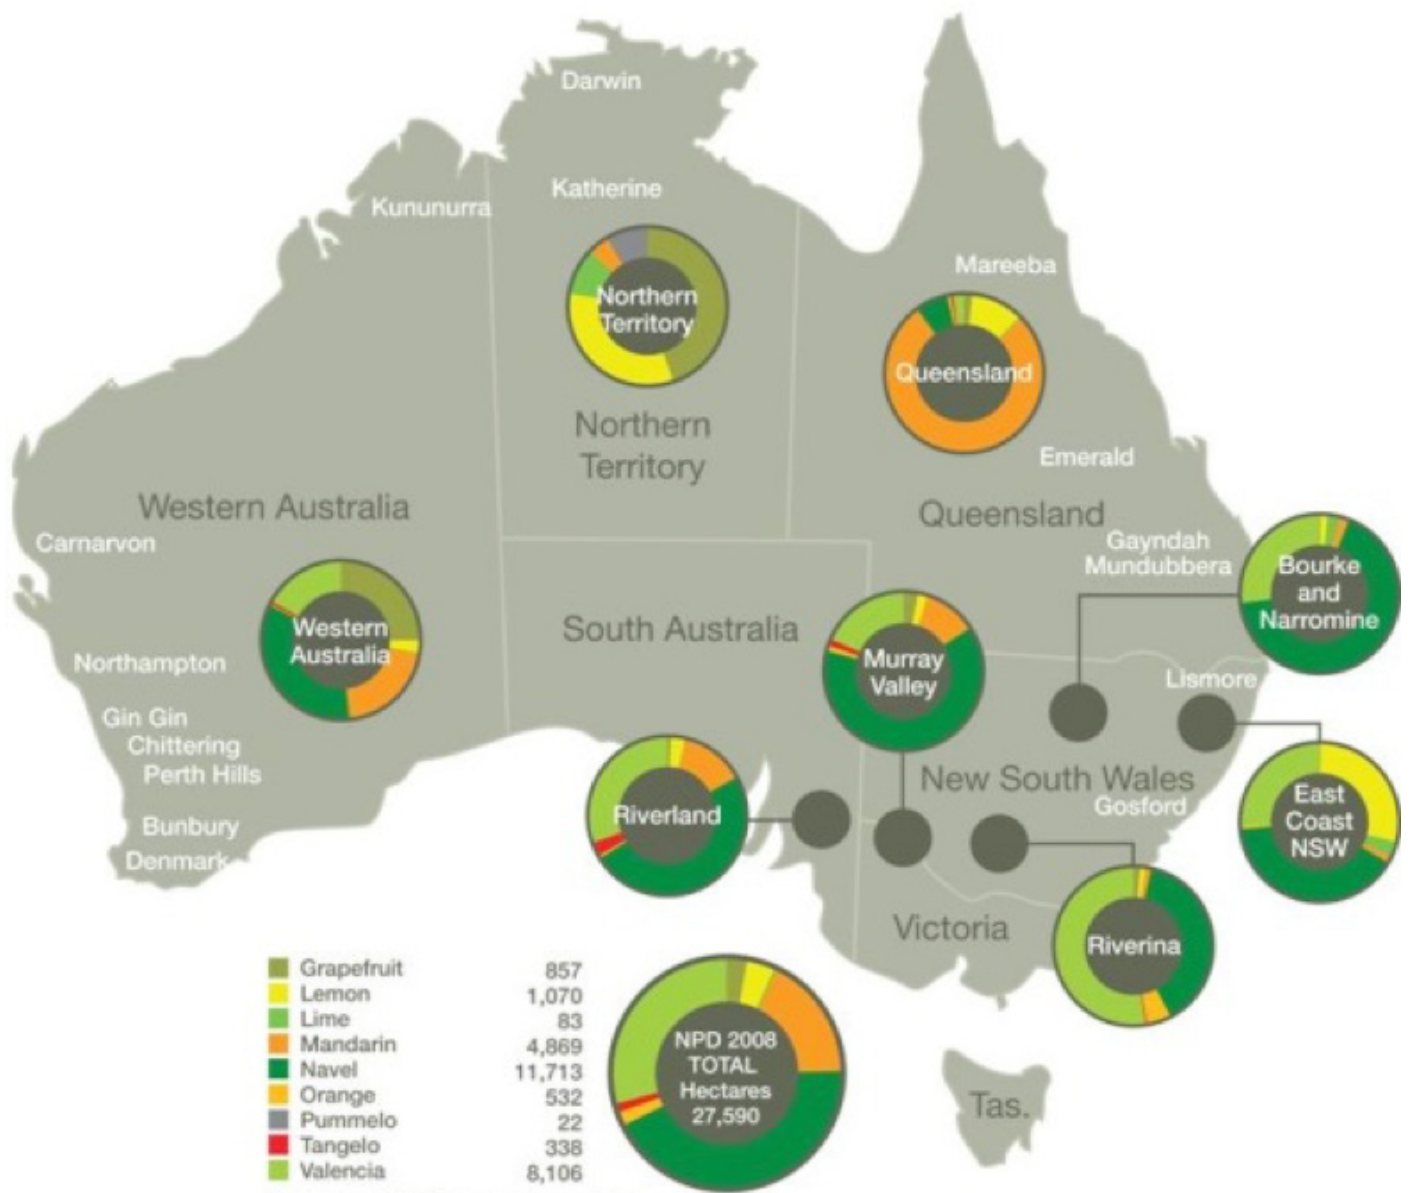 Darwin
Katherine
Kununurra
Northern
Territory
Mareeba
Queensland
Northern
Territory
Emerald
Western Australia
Queensland
Carnarvon
Gayndah
Mundubbera
Bourke
and
Narromine
Western
Australia
South Australia
Murray
Valley
Northampton
Lismore
Gin Gin
Chittering
Perth Hills
New South Wales
Gosford
East
Coast
NSW
Riverland
Bunbury
Denmark
Victoria
Riverina
Grapefruit 857
Lemon 1,070
Lime 83
Mandarin 4,869
Navel 11,713
Orange 532
Pummelo 22
Tangelo 338
Valencia 8,106
NPD 2008
TOTAL
Hectares
27,590
Tas.